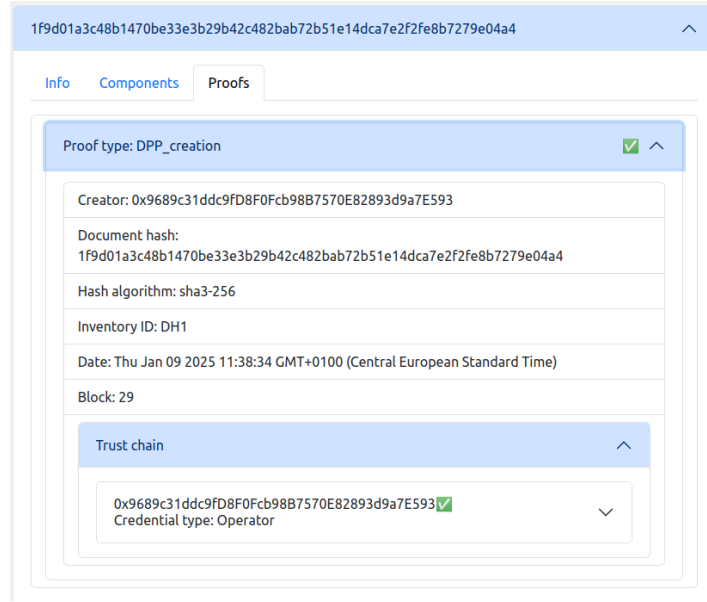 1f9d01a3c48b1470be33e3b29b42c482bab72b51e14dca7e2f2fe8b7279e04a4
Info Components Proofs
Proof type: DPP_creation
Creator: 0x9689c31ddc9fD8F0Fcb98B7570E82893d9a7E593
Document hash:
1f9d01a3c48b1470be33e3b29b42c482bab72b51e14dca7e2f2fe8b7279e04a4
Hash algorithm: sha3-256
Inventory ID: DH1
Date: Thu Jan 09 2025 11:38:34 GMT+0100 (Central European Standard Time)
Block: 29
Trust chain
0x9689c31ddc9fD8F0Fcb98B7570E82893d9a7E593
Credential type: Operator